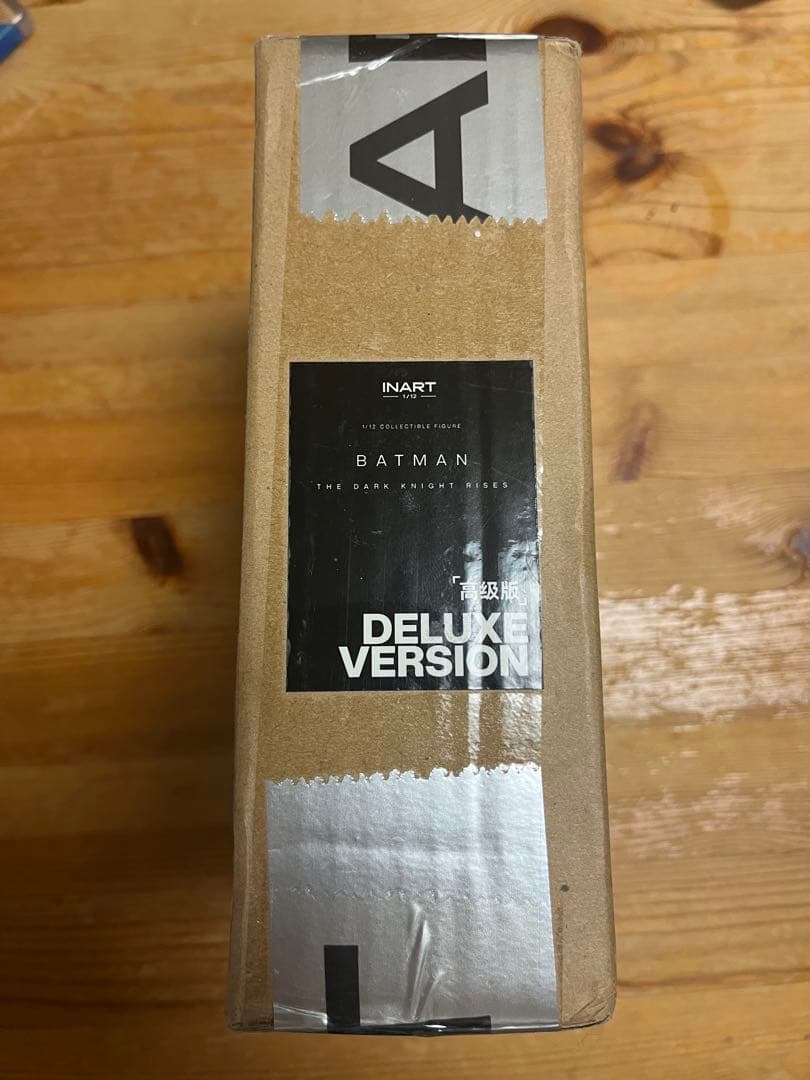 A
INART
1/12
1/12 COLLECTIBLE FIGURE
BATMAN
THE DARK KNIGHT RISES
「高级版」
DELUXE
VERSION